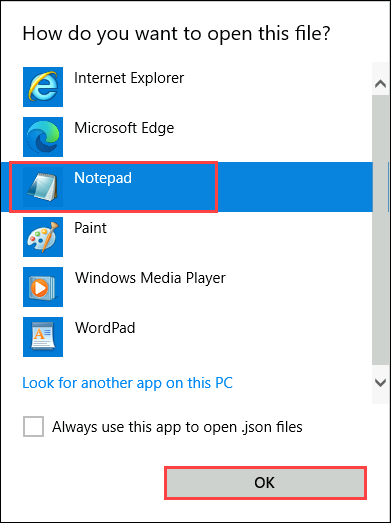 How do you want to open this file?
Internet Explorer
Microsoft Edge
Notepad
Paint
Windows Media Player
WordPad
Look for another app on this PC
Always use this app to open .json files
OK